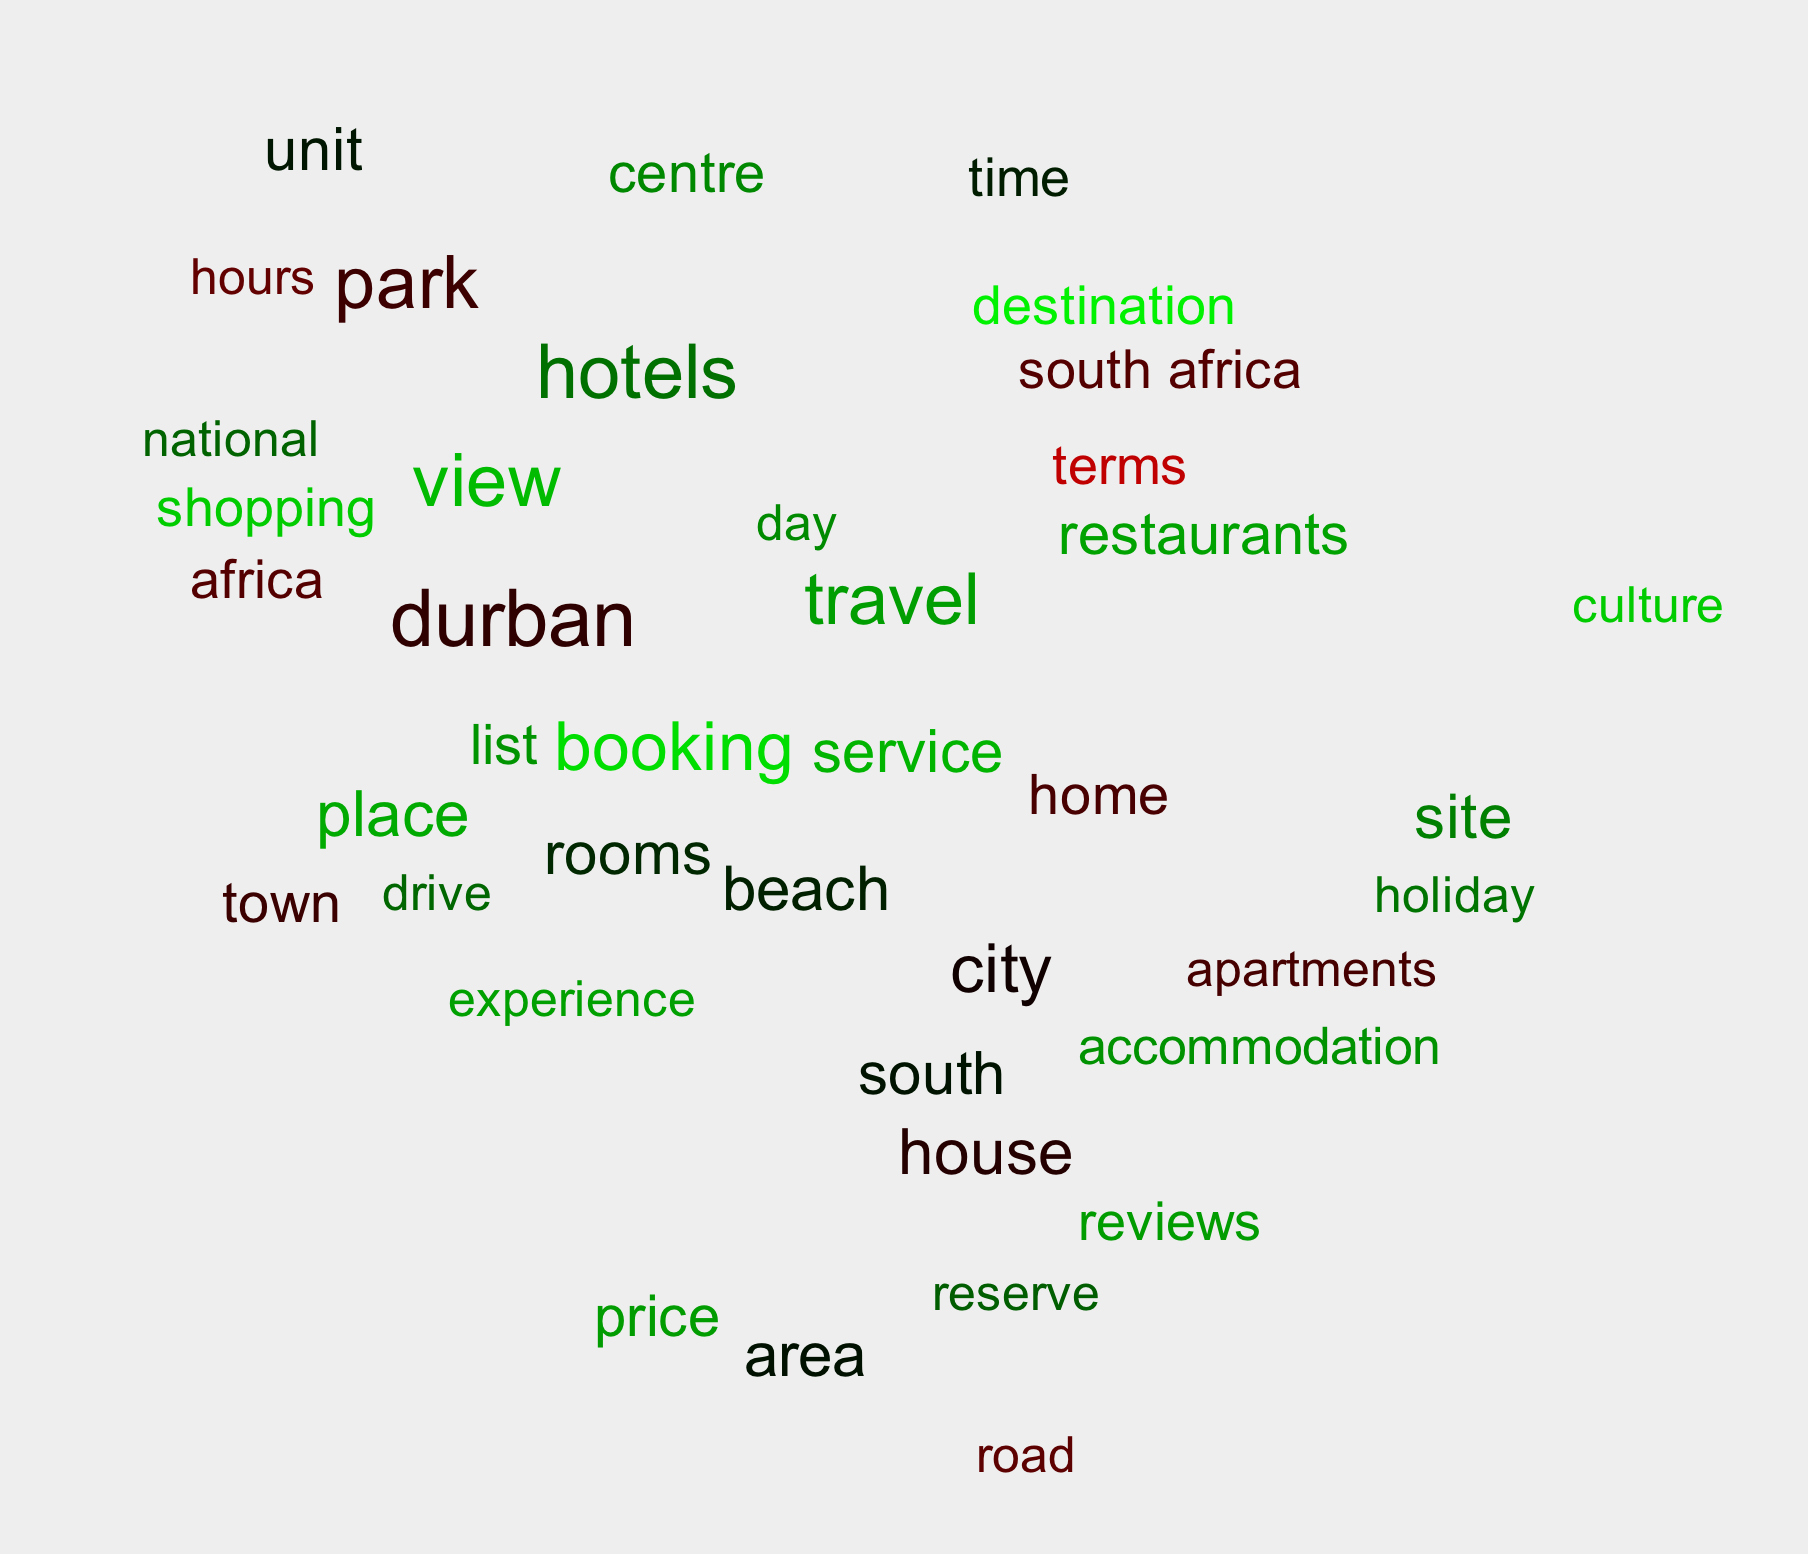 unit
centre
time
hours park
destination
hotels
south africa
national
view
terms
shopping
day
restaurants
africa
durban
travel
culture
list booking service
home
place
site
rooms
beach
town
drive
holiday
city
apartments
experience
accommodation
south
house
reviews
reserve
price
area
road